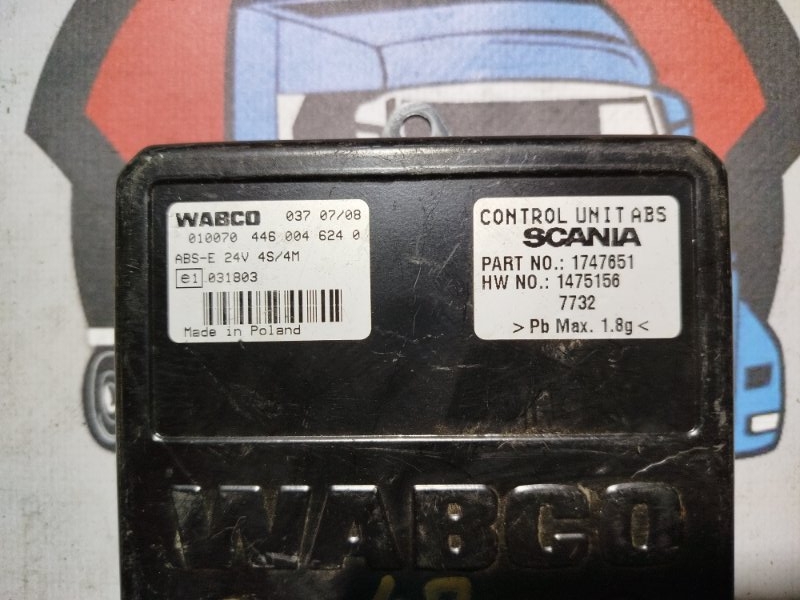 WABCO 037 07/08
010070 446 004 624 0
ABS-E 24V 4S/4M
e1 031803
Made in Poland
CONTROL UNIT ABS
SCANIA
PART NO.: 1747651
HW NO.: 1475156
7732
> Pb Max. 1.8g <
WABCO